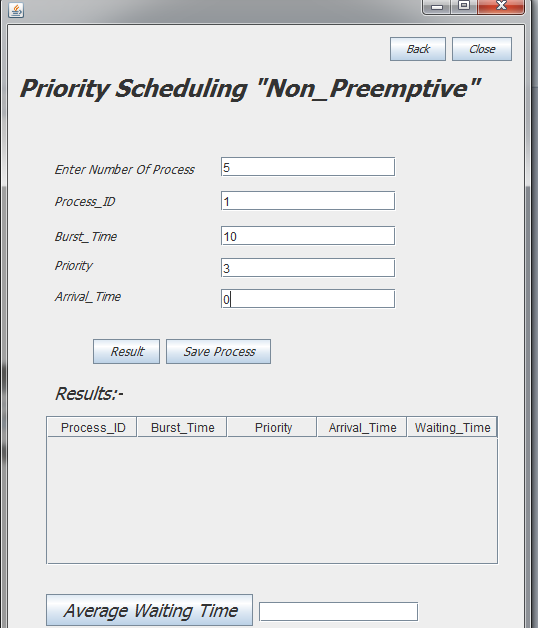 Back Close
Priority Scheduling "Non_Preemptive"
Enter Number Of Process 5
Process_ID 1
Burst_Time 10
Priority 3
Arrival_Time 0
Result Save Process
Results:-
Process_ID Burst_Time Priority Arrival_Time Waiting_Time
Average Waiting Time